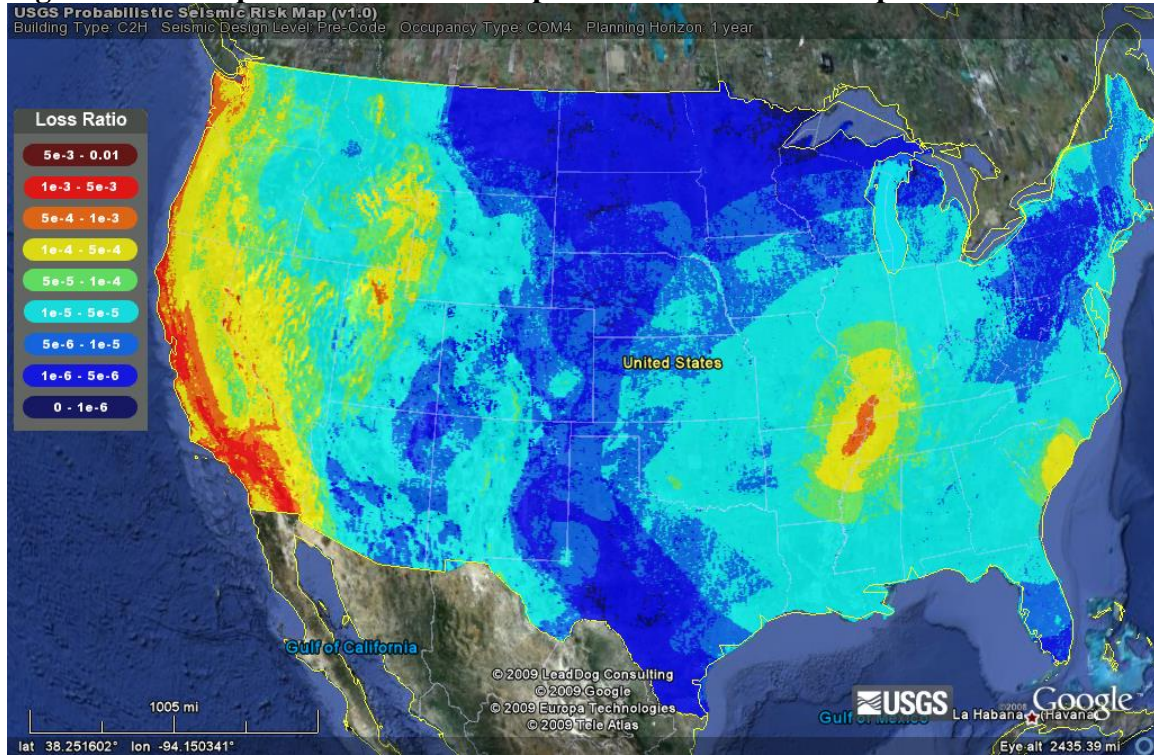 USGS Probabilistic Seismic Risk Map (v1.0)
Building Type: C2H Seismic Design Level: Pre-Code Occupancy Type: COM4 Planning Horizon: 1 year
Loss Ratio
5e-3 - 0.01
1e-3 - 5e-3
5e-4 - 1e-3
1e-4 - 5e-4
5e-5 - 1e-4
1e-5 - 5e-5
5e-6 - 1e-5
1e-6 - 5e-6
0 - 1e-6
United States
Gulf of California
© 2009 LeadDog Consulting
© 2009 Google
© 2009 Europa Technologies
© 2009 Tele Atlas
USGS
©2008 Google
Gulf of Mexico
La Habana (Havana)
1005 mi
lat 38.251602° lon -94.150341°
Eye alt 2435.39 mi